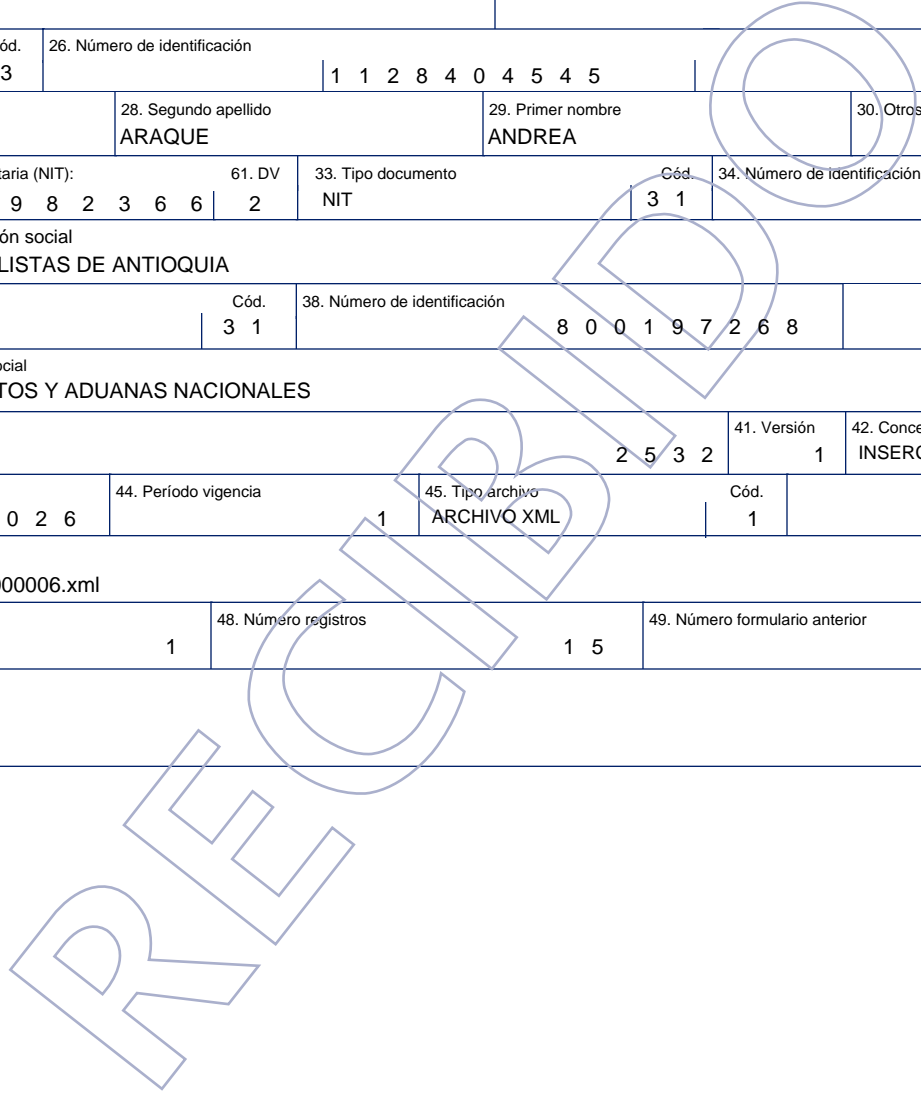 ód. 26. Número de identificación
3 1 1 2 8 4 0 4 5 4 5
28. Segundo apellido 29. Primer nombre 30. Otros
ARAQUE ANDREA
taria (NIT): 61. DV 33. Tipo documento Cód. 34. Número de identificación
9 8 2 3 6 6 2 NIT 3 1
ón social
LISTAS DE ANTIOQUIA
Cód. 38. Número de identificación
3 1 8 0 0 1 9 7 2 6 8
ocial
TOS Y ADUANAS NACIONALES
41. Versión 42. Conce
2 5 3 2 1 INSERC
44. Período vigencia 45. Tipo archivo Cód.
0 2 6 1 ARCHIVO XML 1
000006.xml
48. Número registros 49. Número formulario anterior
1 1 5
RECIBIDO